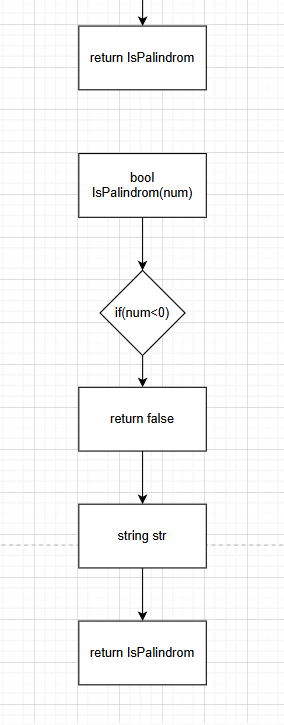 return IsPalindrom
bool
IsPalindrom(num)
if(num<0)
return false
string str
return IsPalindrom